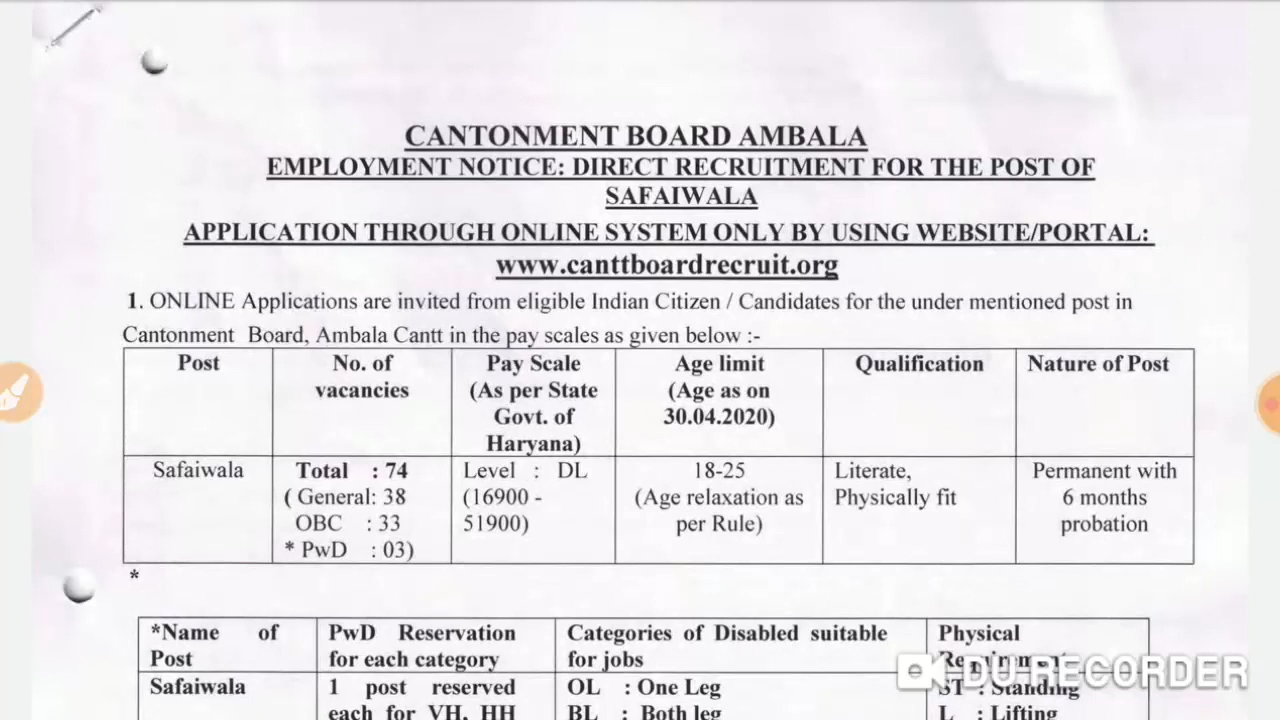 CANTONMENT BOARD AMBALA
EMPLOYMENT NOTICE: DIRECT RECRUITMENT FOR THE POST OF
SAFAIWALA
APPLICATION THROUGH ONLINE SYSTEM ONLY BY USING WEBSITE/PORTAL:
www.canttboardrecruit.org
1. ONLINE Applications are invited from eligible Indian Citizen / Candidates for the under mentioned post in
Cantonment Board, Ambala Cantt in the pay scales as given below :-
Post
No. of
vacancies
Pay Scale
(As per State
Govt. of
Haryana)
Age limit
(Age as on
30.04.2020)
Qualification
Nature of Post
Safaiwala
Total : 74
( General: 38
OBC : 33
* PwD : 03)
Level : DL
(16900 -
51900)
18-25
(Age relaxation as
per Rule)
Literate,
Physically fit
Permanent with
6 months
probation
*
*Name of
Post
PwD Reservation
for each category
Categories of Disabled suitable
for jobs
Physical
Safaiwala
1 post reserved
each for VH, HH
OL : One Leg
BL : Both leg
ST : Standing
L : Lifting
DU RECORDER